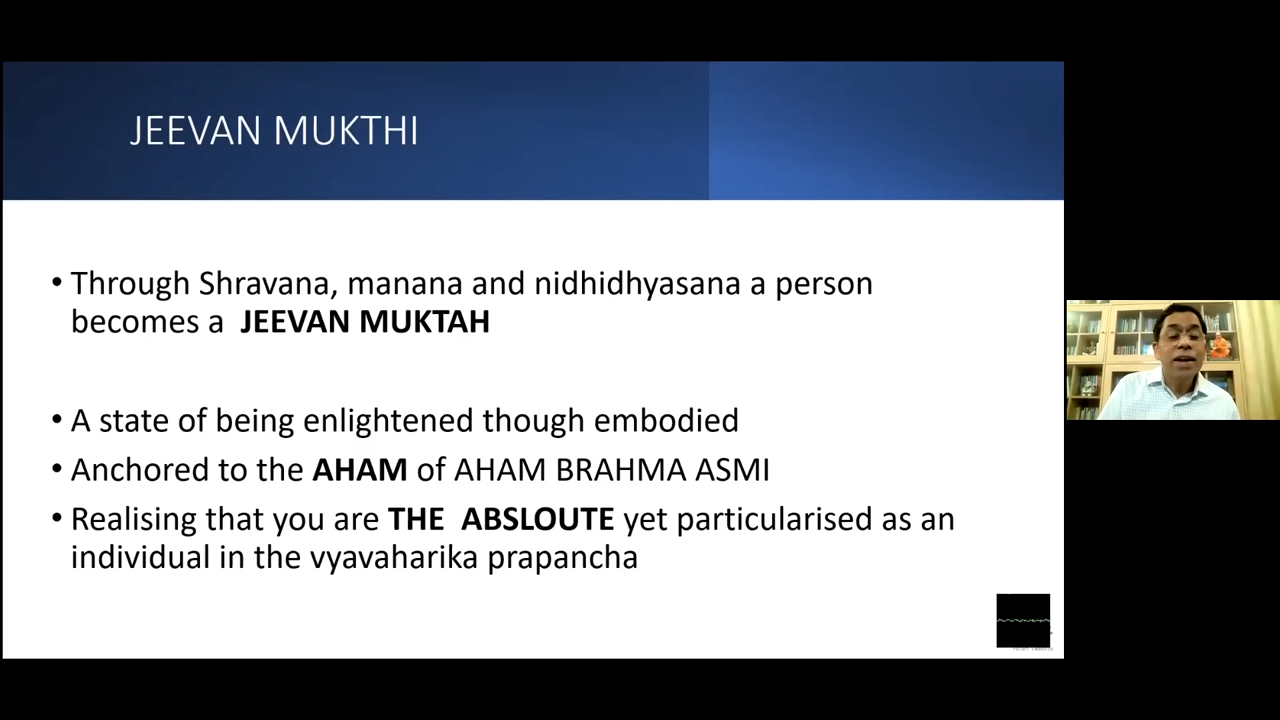 JEEVAN MUKTHI
• Through Shravana, manana and nidhidhyasana a person
becomes a JEEVAN MUKTAH
• A state of being enlightened though embodied
• Anchored to the AHAM of AHAM BRAHMA ASMI
• Realising that you are THE ABSLOUTE yet particularised as an
individual in the vyavaharika prapancha